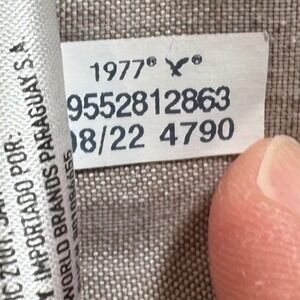 1977®®
9552812863
08/22 4790
IMPORTADO POR:
WORLD BRANDS PARAGUAY S.A.